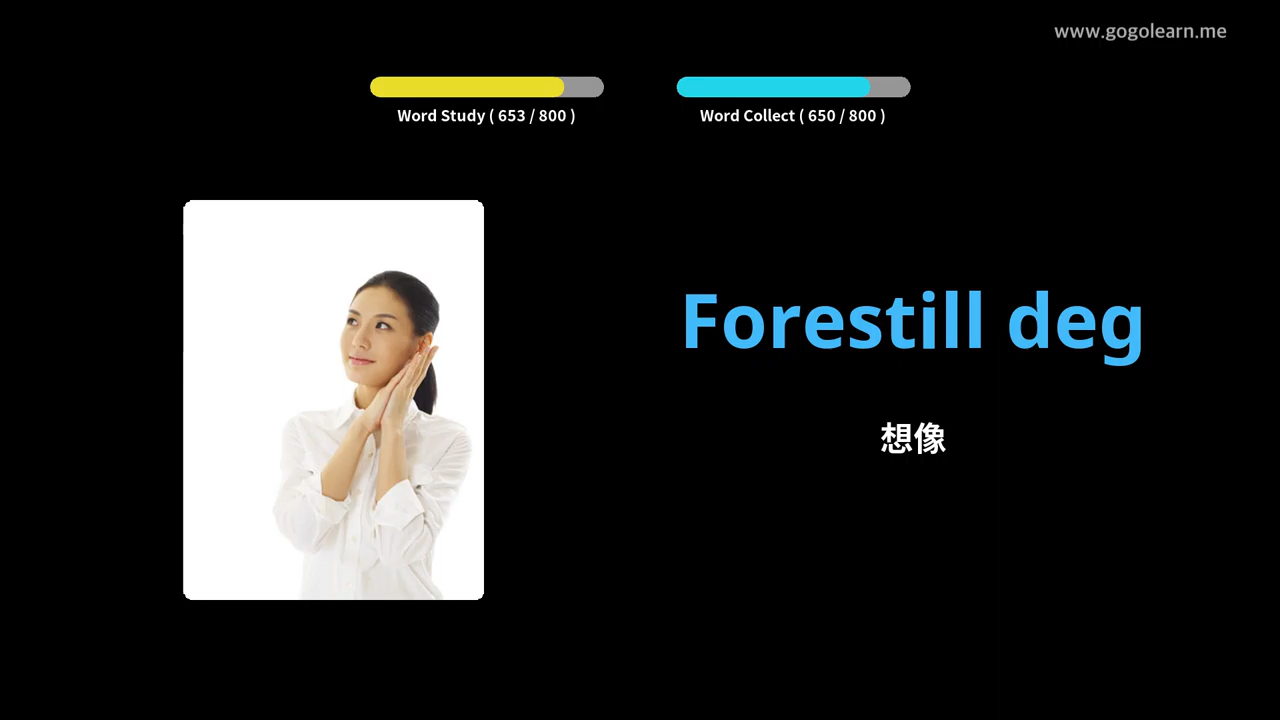 www.gogolearn.me
Word Study ( 653 / 800 )
Word Collect ( 650 / 800 )
Forestill deg
想像